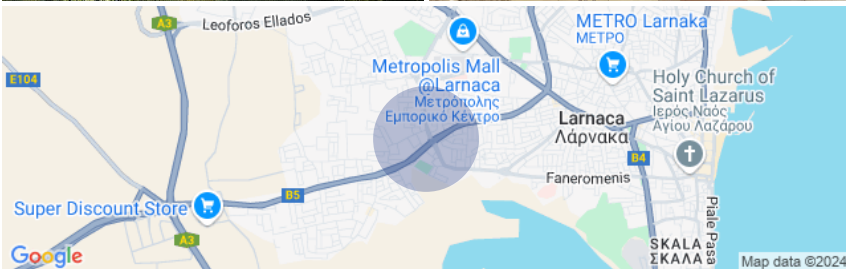 A3
Leoforos Ellados
METRO Larnaka
ΜΕΤΡΟ
E104
Metropolis Mall
@Larnaca
Μετρόπολης
Εμπορικό Κέντρο
Holy Church of
Saint Lazarus
Ιερός Ναός
Αγίου Λαζάρου
Larnaca
Λάρνακα
B4
Faneromenis
B5
Super Discount Store
A3
Piale Pasa
SKALA
ΣΚΑΛΑ
Google
Map data ©2024